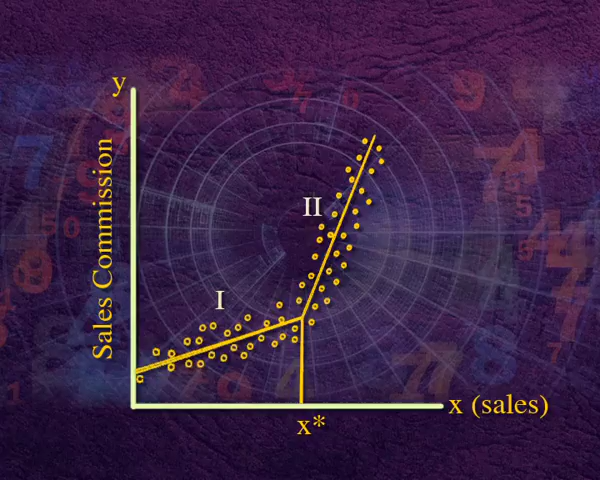 y
Sales Commission
II
I
x (sales)
x*